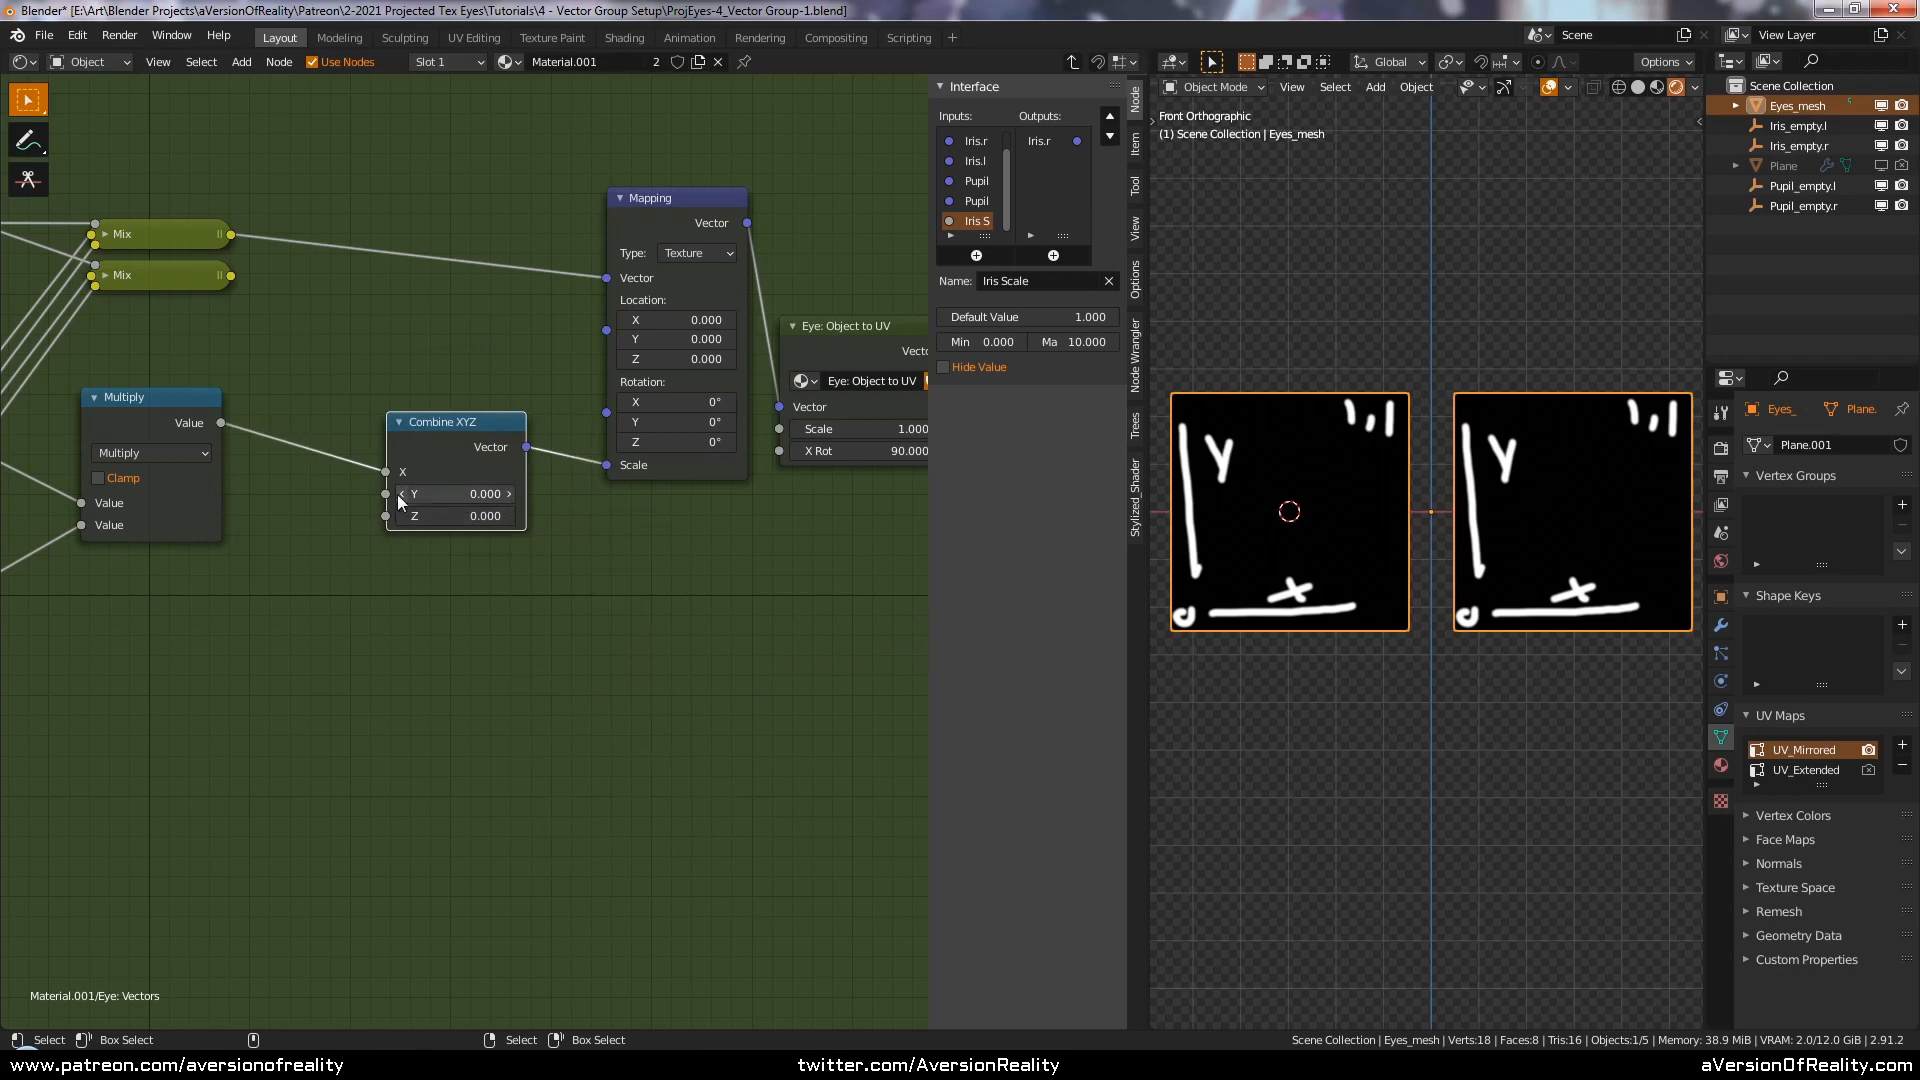 Blender* [E:\Art\Blender Projects\aVersionOfReality\Patreon\2-2021 Projected Tex Eyes\Tutorials\4 - Vector Group Setup\ProjEyes-4_Vector Group-1.blend]
File Edit Render Window Help Layout Modeling Sculpting UV Editing Texture Paint Shading Animation Rendering Compositing Scripting + Scene View Layer
Object View Select Add Node Use Nodes Slot 1 Material.001 2 Global Options
Interface
Inputs: Outputs:
Iris.r Iris.r
Iris.l
Pupil
Pupil
Iris S
Name: Iris Scale
Default Value 1.000
Min 0.000 Ma 10.000
Hide Value
Node
Item
Tool
View
Options
Node Wrangler
Trees
Stylized_Shader
Mix
Mix
Multiply
Value
Multiply
Clamp
Value
Value
Combine XYZ
Vector
X
Y 0.000
Z 0.000
Mapping
Vector
Type: Texture
Vector
Location:
X 0.000
Y 0.000
Z 0.000
Rotation:
X 0°
Y 0°
Z 0°
Scale
Eye: Object to UV
Vecto
Eye: Object to UV
Vector
Scale 1.000
X Rot 90.000
Material.001/Eye: Vectors
Object Mode View Select Add Object
Front Orthographic
(1) Scene Collection | Eyes_mesh
1,1 1,1
Y Y
X X
0 0
Scene Collection
Eyes_mesh
Iris_empty.l
Iris_empty.r
Plane
Pupil_empty.l
Pupil_empty.r
Eyes_ Plane.
Plane.001
Vertex Groups
Shape Keys
UV Maps
UV_Mirrored
UV_Extended
Vertex Colors
Face Maps
Normals
Texture Space
Remesh
Geometry Data
Custom Properties
Select Box Select Select Box Select Scene Collection | Eyes_mesh | Verts:18 | Faces:8 | Tris:16 | Objects:1/5 | Memory: 38.9 MiB | VRAM: 2.0/12.0 GiB | 2.91.2
www.patreon.com/aversionofreality twitter.com/AversionReality aVersionOfReality.com